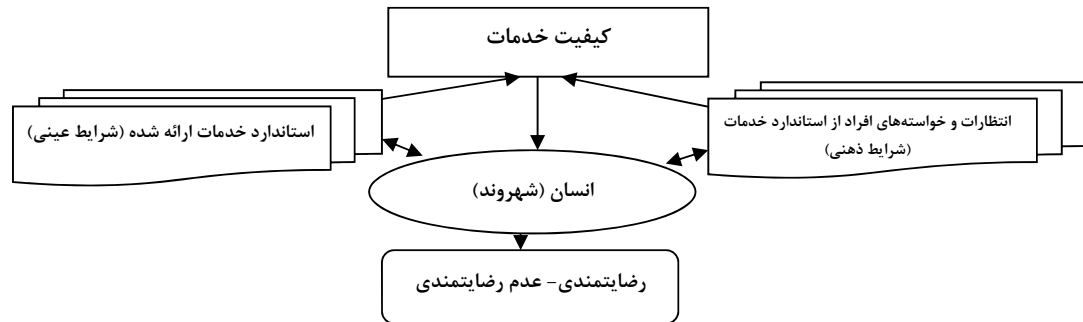 کیفیت خدمات
انتظارات و خواسته‌های افراد از استاندارد خدمات
(شرایط ذهنی)
استاندارد خدمات ارائه شده (شرایط عینی)
انسان (شهروند)
رضایتمندی- عدم رضایتمندی